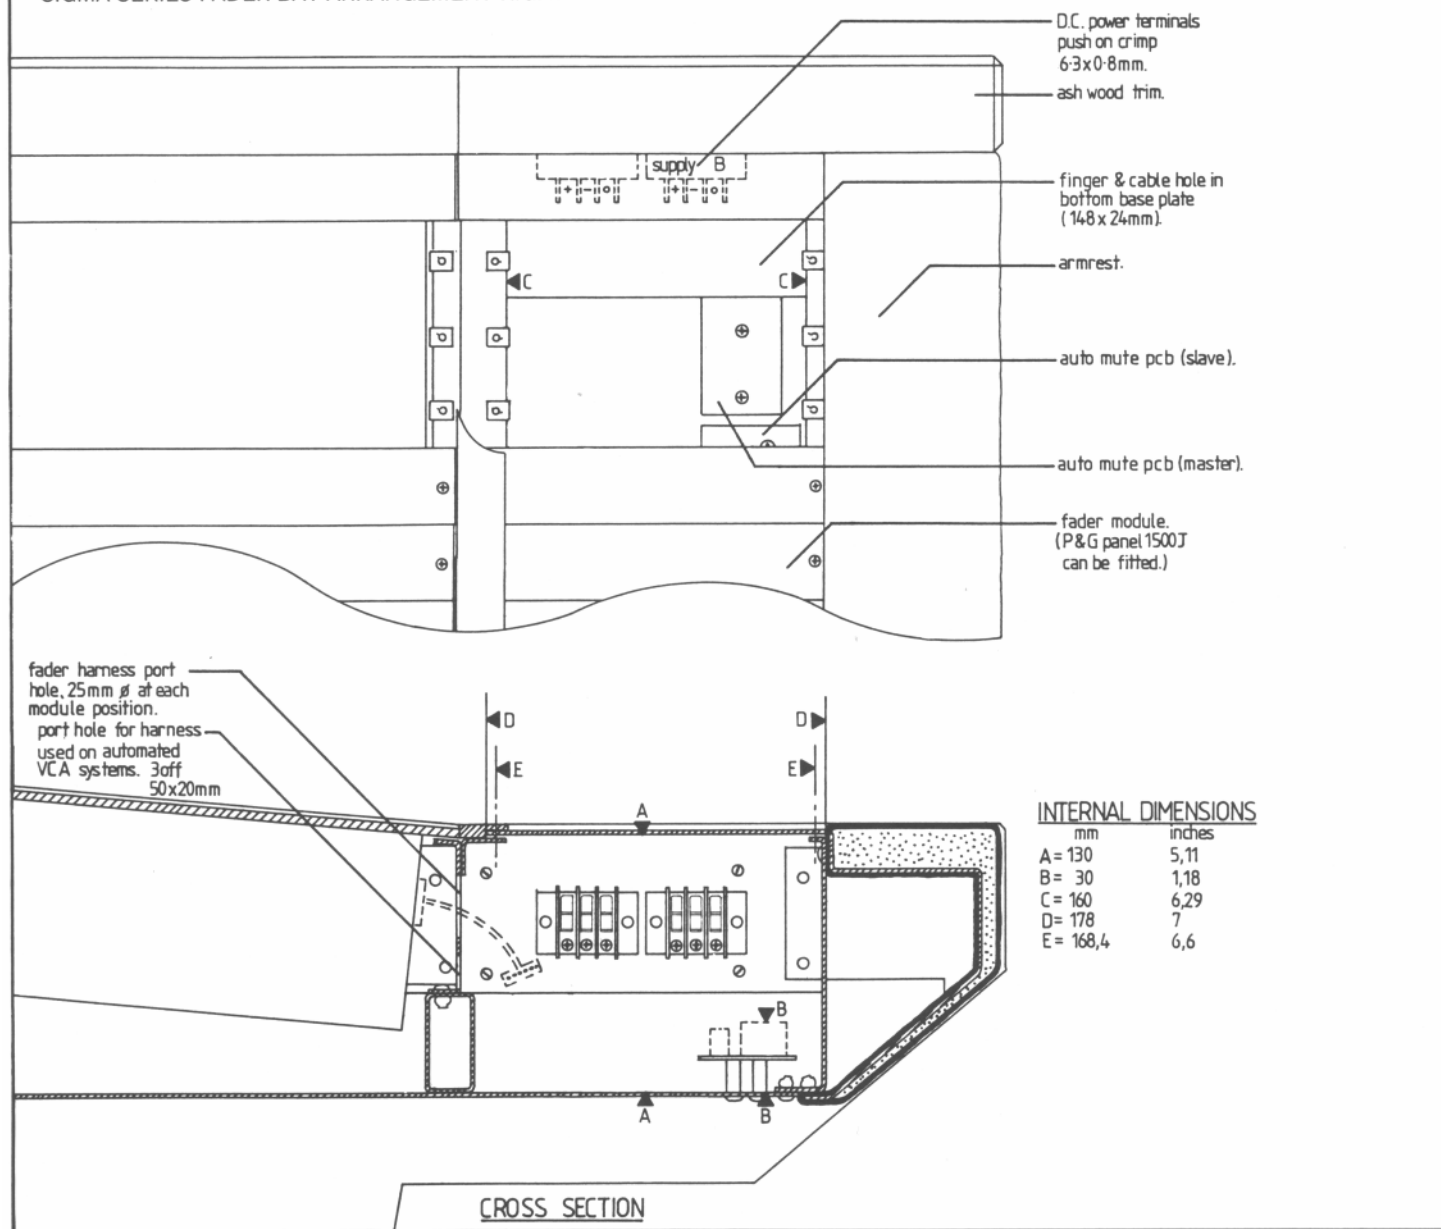 D.C. power terminals
push on crimp
6·3x0·8mm.
ash wood trim.
supply B
+ - o + - o
finger & cable hole in
bottom base plate
(148x24mm).
armrest.
C C
auto mute pcb (slave).
auto mute pcb (master).
fader module.
(P&G panel 1500J
can be fitted.)
fader harness port
hole, 25mm ø at each
module position.
port hole for harness
used on automated
VCA systems. 3off
50x20mm
D D
E E
A
B
A B
INTERNAL DIMENSIONS
mm inches
A= 130 5,11
B= 30 1,18
C= 160 6,29
D= 178 7
E= 168,4 6,6
CROSS SECTION